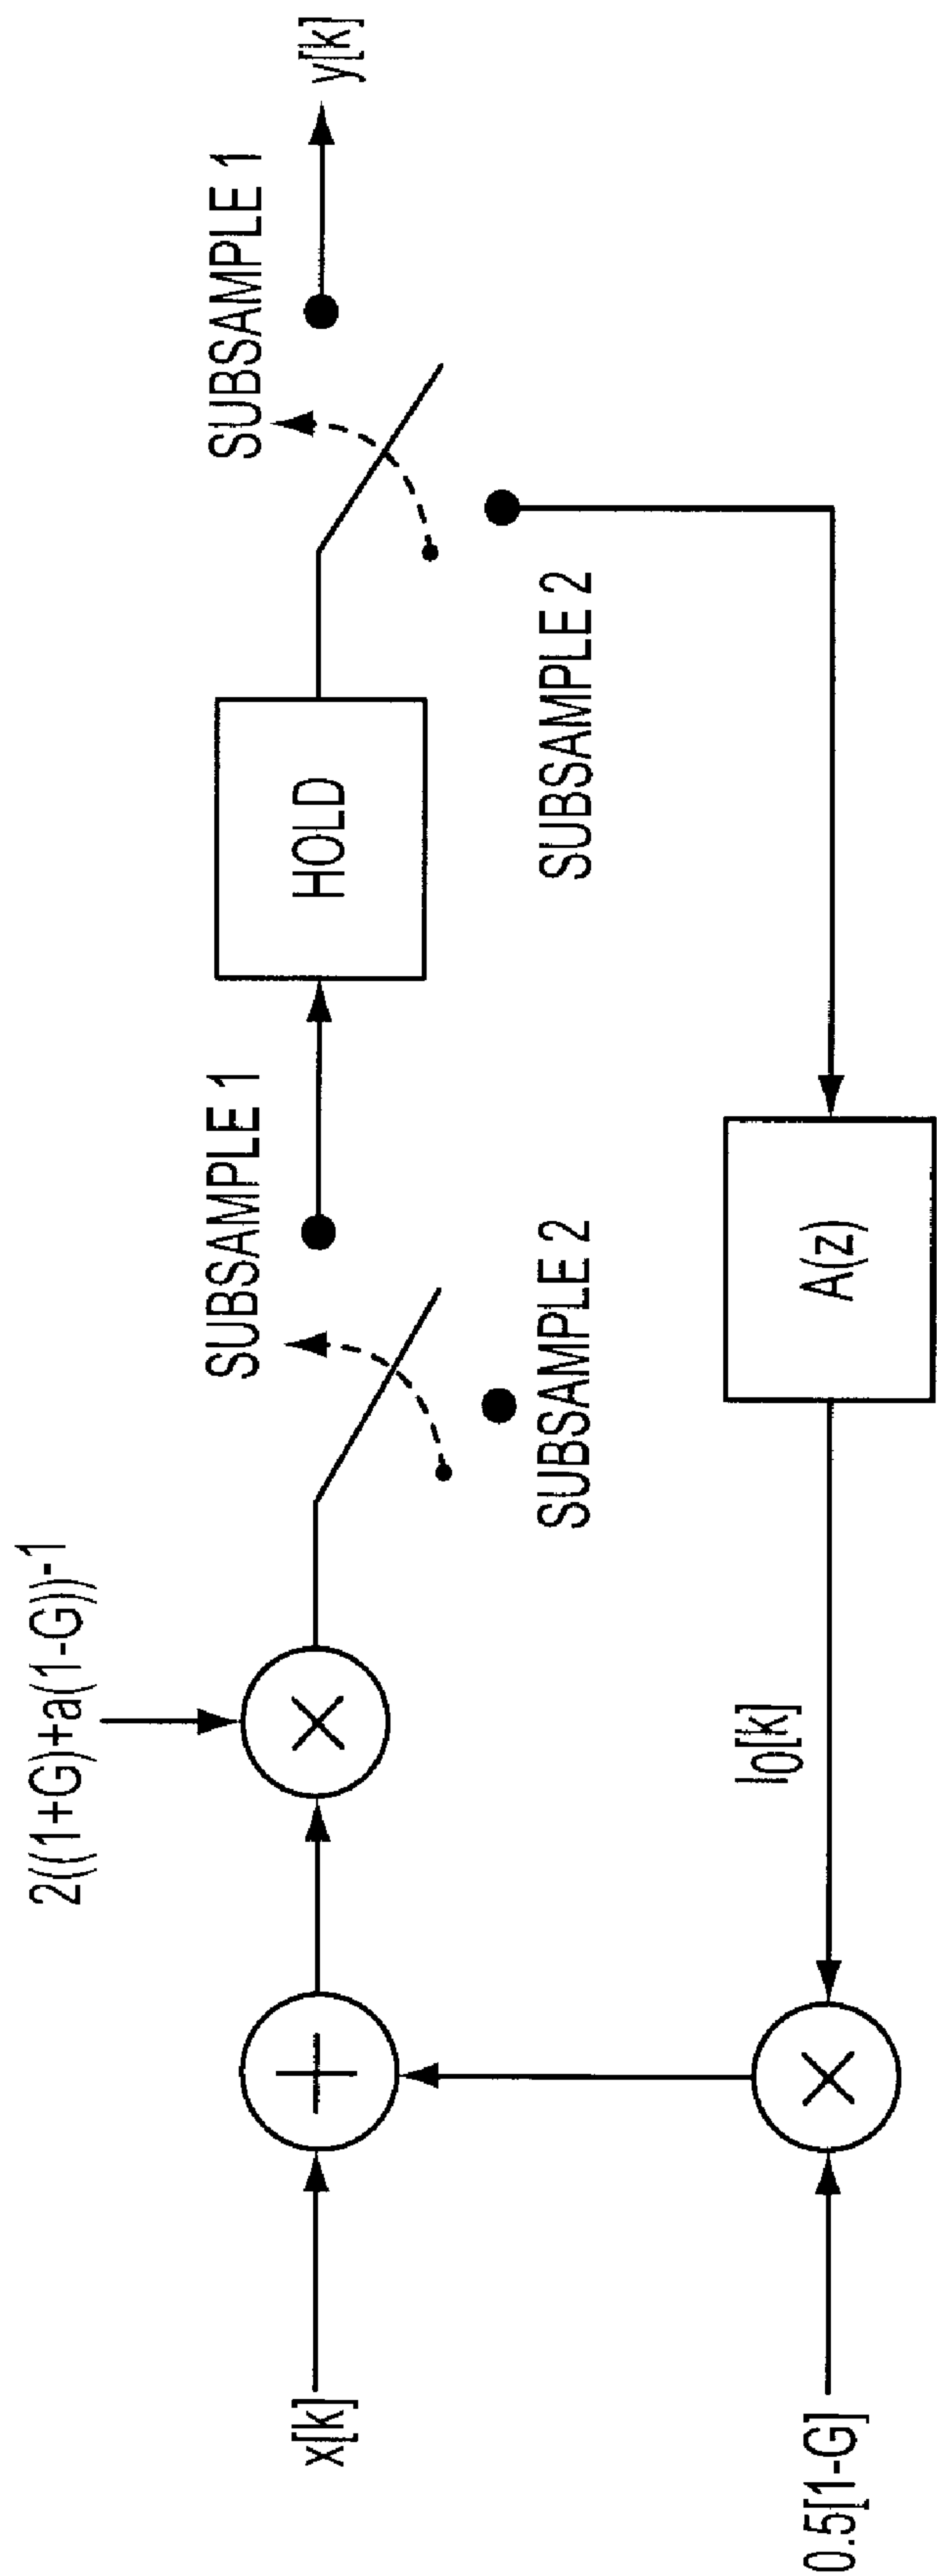 2((1+G)+a(1-G))-1
SUBSAMPLE 1
SUBSAMPLE 1
x[k]
HOLD
y[k]
SUBSAMPLE 2
SUBSAMPLE 2
l0[k]
A(z)
0.5[1-G]